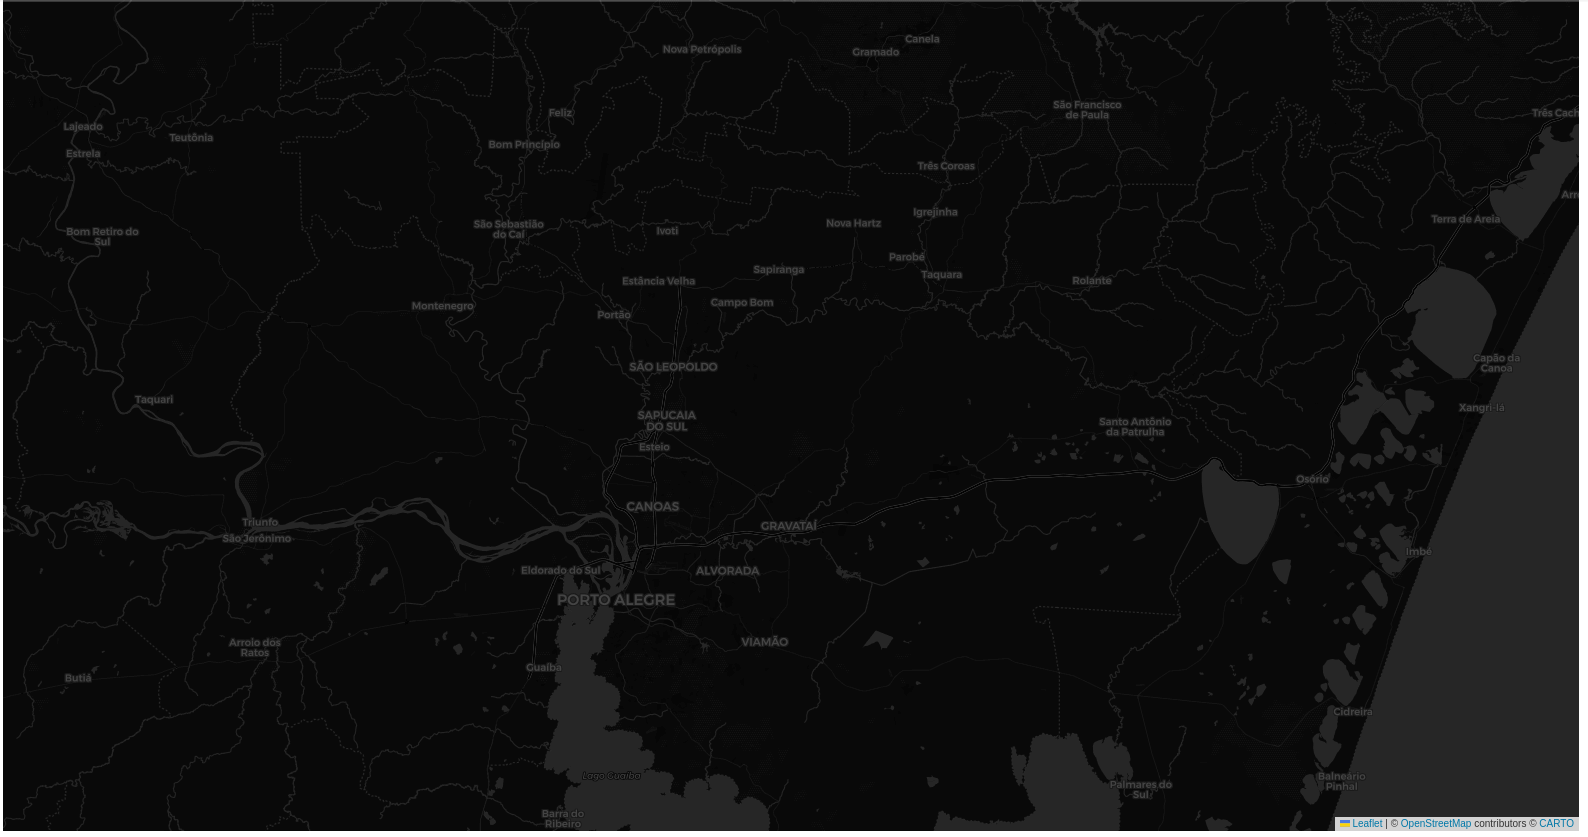 Canela
Nova Petrópolis
Gramado
São Francisco
de Paula
Feliz
Três Cach
Lajeado
Teutônia
Bom Princípio
Estrela
Três Coroas
Arr
Igrejinha
Terra de Areia
São Sebastião
do Caí
Nova Hartz
Bom Retiro do
Sul
Ivoti
Parobé
Sapiranga
Taquara
Estância Velha
Rolante
Campo Bom
Montenegro
Portão
Capão da
Canoa
SÃO LEOPOLDO
Taquari
Xangri-lá
SAPUCAIA
DO SUL
Santo Antônio
da Patrulha
Esteio
Osório
CANOAS
Triunfo
GRAVATAÍ
São Jerônimo
Imbé
Eldorado do Sul
ALVORADA
PORTO ALEGRE
Arroio dos
Ratos
VIAMÃO
Guaíba
Butiá
Cidreira
Lago Guaíba
Balneário
Pinhal
Palmares do
Sul
Barra do
Ribeiro
Leaflet | © OpenStreetMap contributors © CARTO